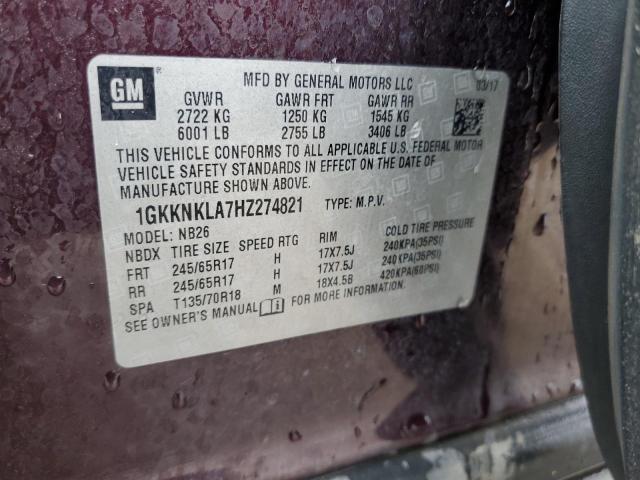 GM
MFD BY GENERAL MOTORS LLC 03/17
GVWR GAWR FRT GAWR RR
2722 KG 1250 KG 1545 KG
6001 LB 2755 LB 3406 LB
THIS VEHICLE CONFORMS TO ALL APPLICABLE U.S. FEDERAL MOTOR
VEHICLE SAFETY STANDARDS IN EFFECT ON THE DATE OF
MANUFACTURE SHOWN ABOVE.
1GKKNKLA7HZ274821 TYPE: M.P.V.
MODEL: NB26
NBDX TIRE SIZE SPEED RTG RIM COLD TIRE PRESSURE
FRT 245/65R17 H 17X7.5J 240KPA(35PSI)
RR 245/65R17 H 17X7.5J 240KPA(35PSI)
SPA T135/70R18 M 18X4.5B 420KPA(60PSI)
SEE OWNER'S MANUAL